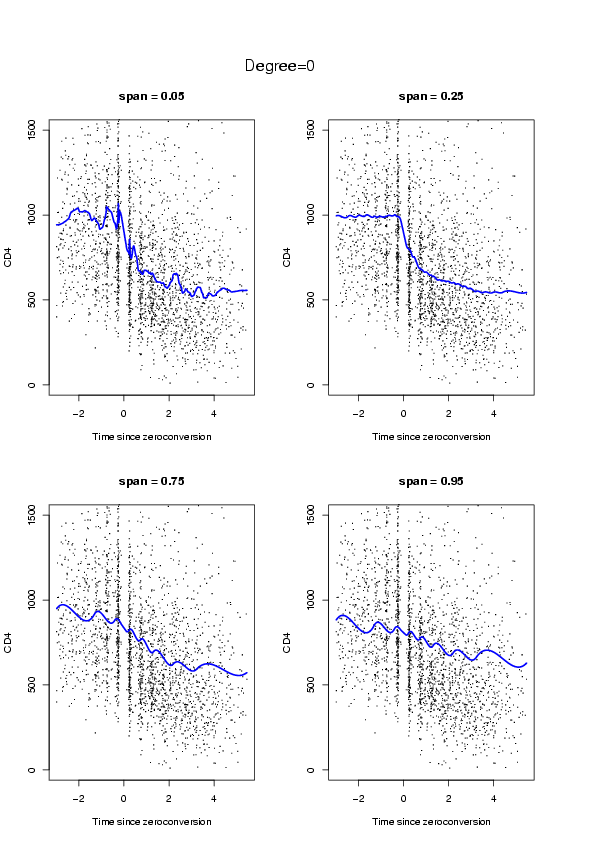 Degree=0
span = 0.05
span = 0.25
1500
1000
500
0
CD4
−2 0 2 4
Time since zeroconversion
1500
1000
500
0
CD4
−2 0 2 4
Time since zeroconversion
span = 0.75
span = 0.95
1500
1000
500
0
CD4
−2 0 2 4
Time since zeroconversion
1500
1000
500
0
CD4
−2 0 2 4
Time since zeroconversion